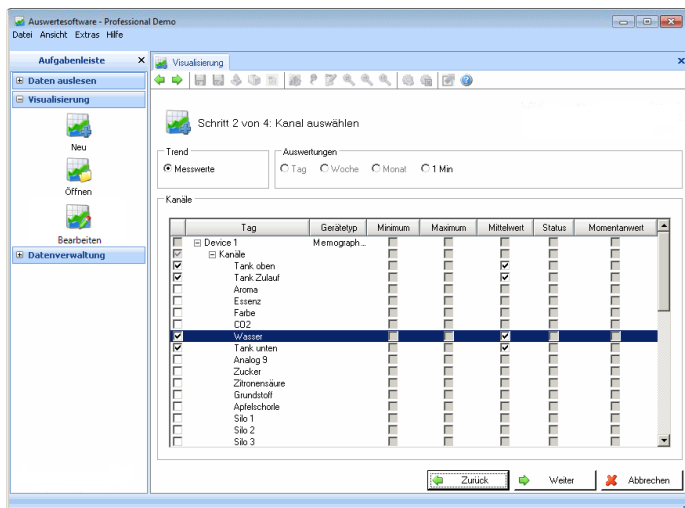 Auswertesoftware - Professional Demo
Datei Ansicht Extras Hilfe
Aufgabenliste
Daten auslesen
Visualisierung
Neu
Öffnen
Bearbeiten
Datenverwaltung
Visualisierung
Schritt 2 von 4: Kanal auswählen
Trend
Messwerte
Auswertungen
Tag Woche Monat 1 Min
Kanäle
Tag Gerätetyp Minimum Maximum Mittelwert Status Momentanwert
Device 1 Memograph...
Kanäle
Tank oben
Tank Zulauf
Aroma
Essenz
Farbe
CO2
Wasser
Tank unten
Analog 9
Zucker
Zitronensäure
Grundstoff
Apfelschorle
Silo 1
Silo 2
Silo 3
Zurück Weiter Abbrechen